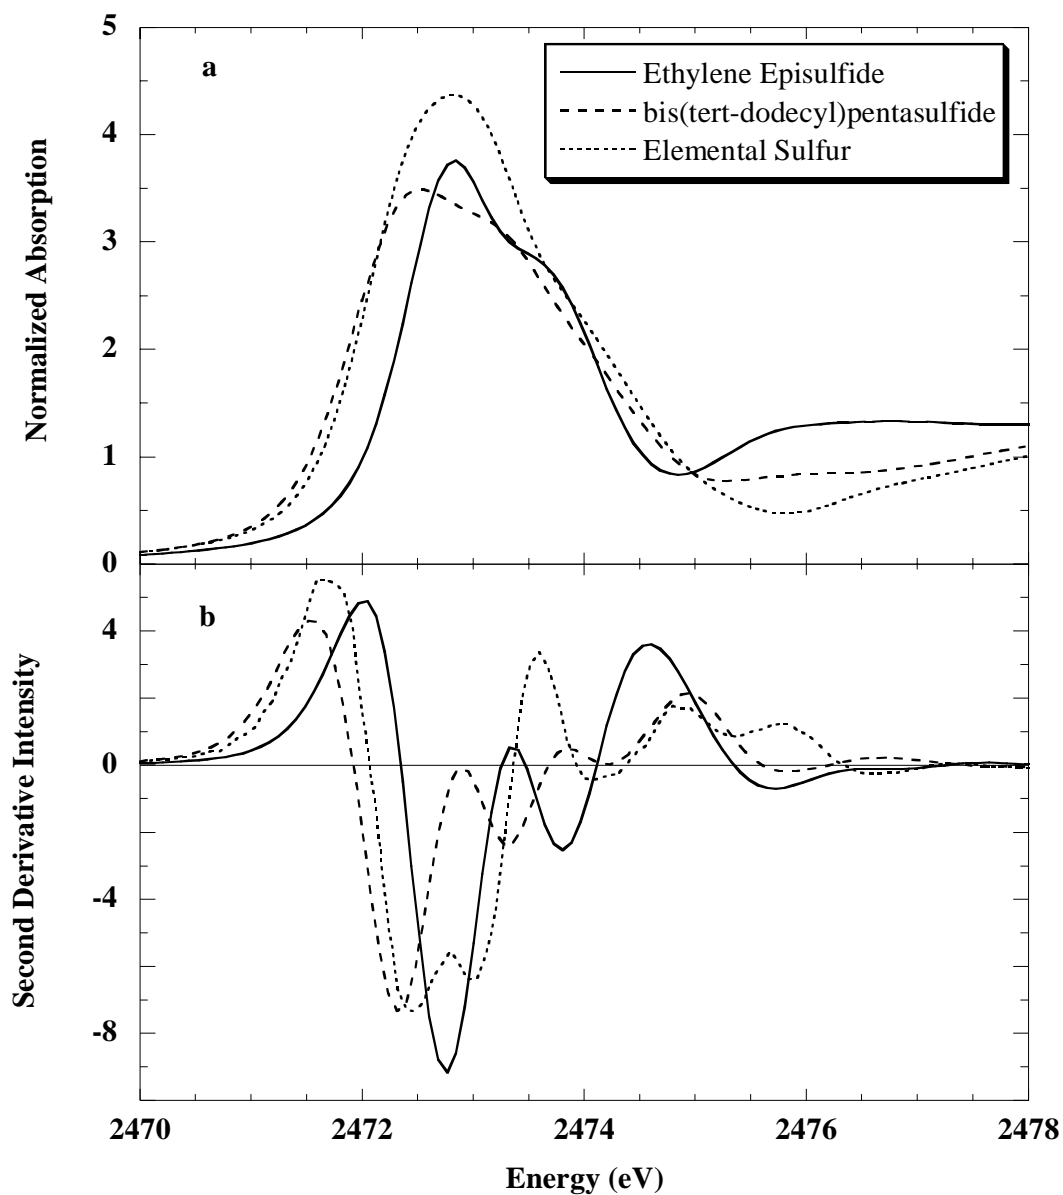 5
a
Ethylene Episulfide
bis(tert-dodecyl)pentasulfide
Elemental Sulfur
4
3
2
1
0
Normalized Absorption
b
4
0
-4
-8
Second Derivative Intensity
2470
2472
2474
2476
2478
Energy (eV)